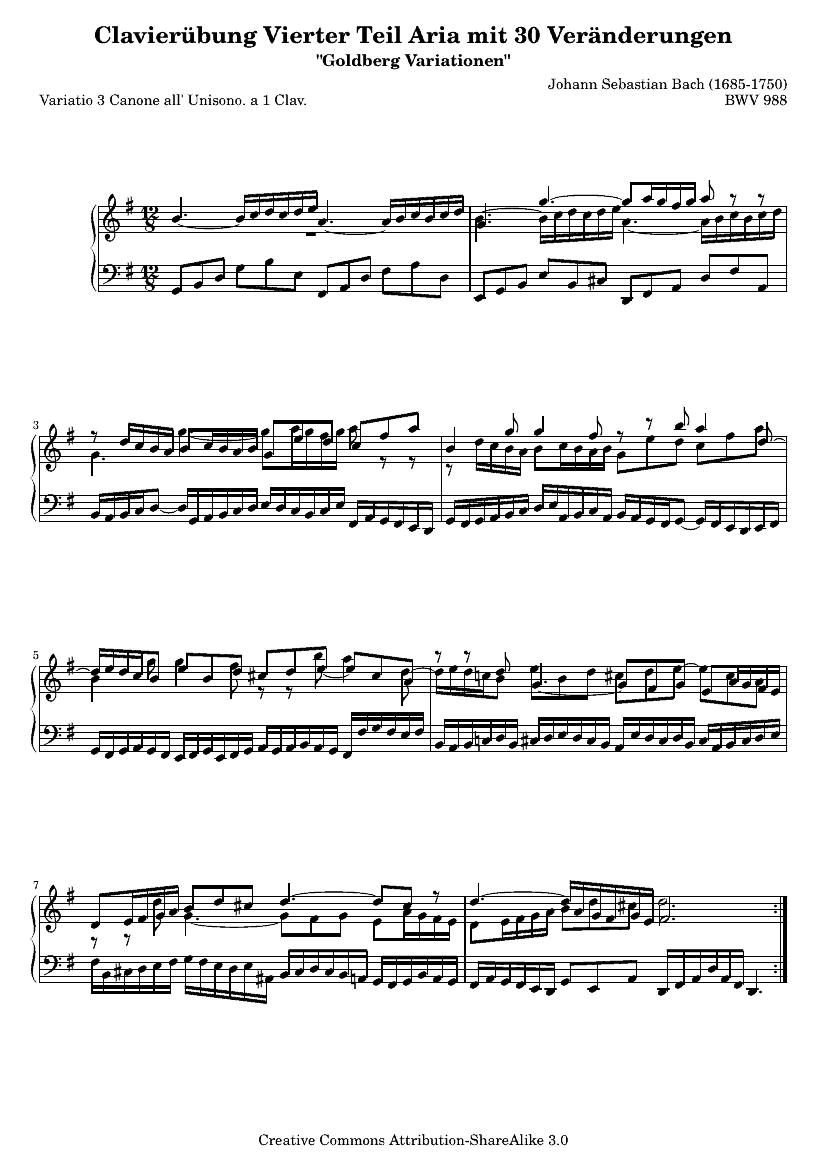 Clavierübung Vierter Teil Aria mit 30 Veränderungen
"Goldberg Variationen"
Johann Sebastian Bach (1685-1750)
Variatio 3 Canone all' Unisono. a 1 Clav.
BWV 988
12
8
12
8
3
5
7
Creative Commons Attribution-ShareAlike 3.0